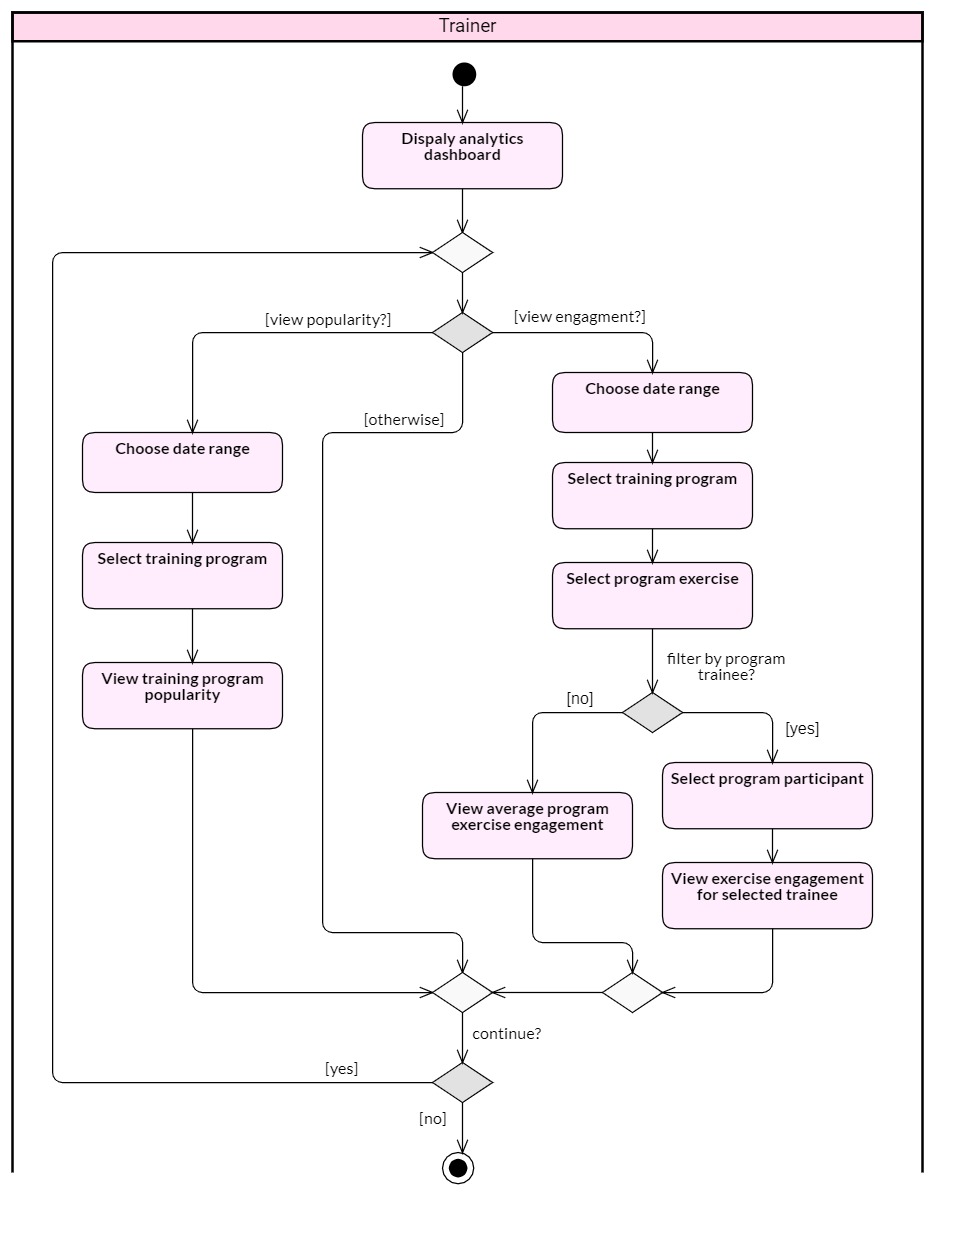 Trainer
Dispaly analytics
dashboard
[view popularity?]
[view engagment?]
[otherwise]
Choose date range
Choose date range
Select training program
Select training program
Select program exercise
View training program
popularity
filter by program
trainee?
[no]
[yes]
Select program participant
View average program
exercise engagement
View exercise engagement
for selected trainee
continue?
[yes]
[no]